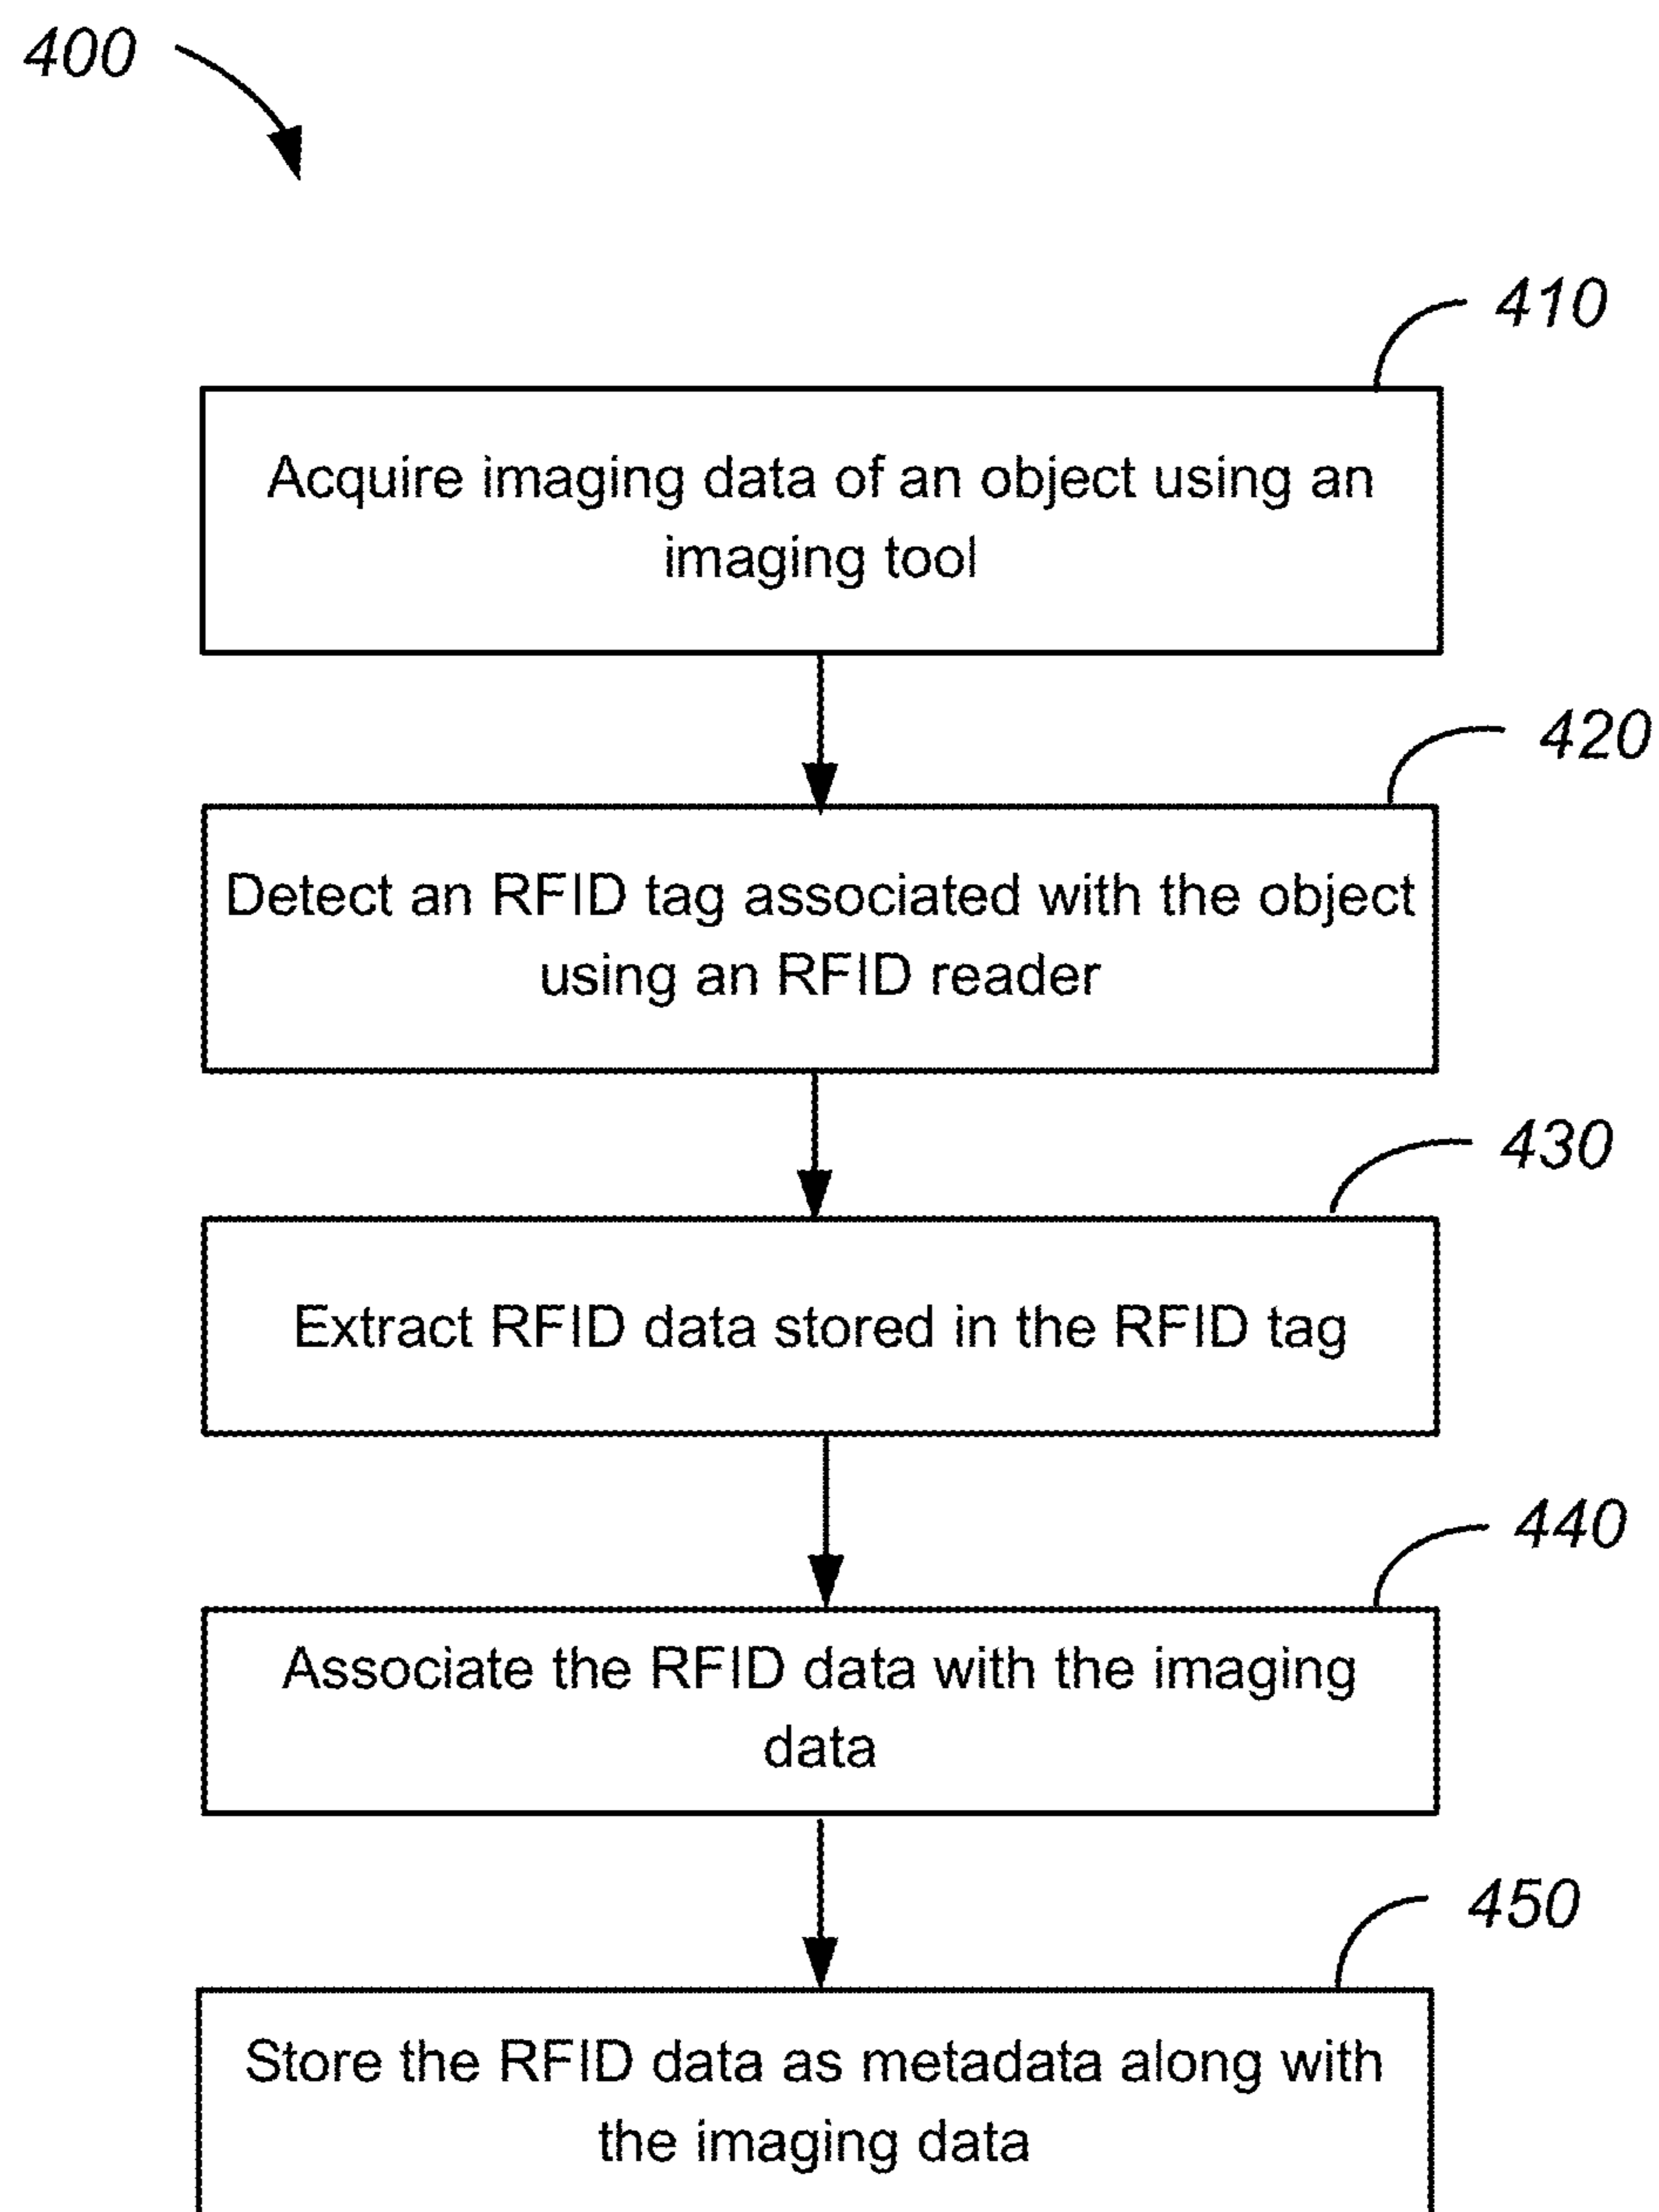 400
410
Acquire imaging data of an object using an
imaging tool
420
Detect an RFID tag associated with the object
using an RFID reader
430
Extract RFID data stored in the RFID tag
440
Associate the RFID data with the imaging
data
450
Store the RFID data as metadata along with
the imaging data